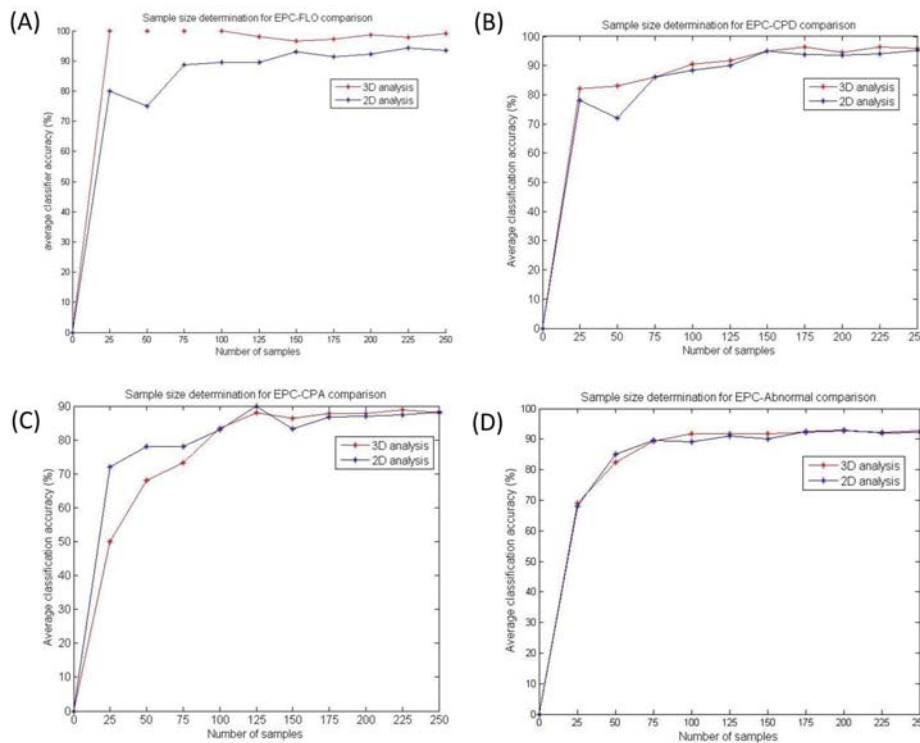 (A)
Sample size determination for EPC-FLO comparison
average classifier accuracy (%)
100
90
80
70
60
50
40
30
20
10
0
3D analysis
2D analysis
0 25 50 75 100 125 150 175 200 225 250
Number of samples
(B)
Sample size determination for EPC-CPD comparison
Average classification accuracy (%)
100
90
80
70
60
50
40
30
20
10
0
3D analysis
2D analysis
0 25 50 75 100 125 150 175 200 225 250
Number of samples
(C)
Sample size determination for EPC-CPA comparison
Average classification accuracy (%)
90
80
70
60
50
40
30
20
10
0
3D analysis
2D analysis
0 25 50 75 100 125 150 175 200 225 250
Number of samples
(D)
Sample size determination for EPC-Abnormal comparison
Average classification accuracy (%)
100
90
80
70
60
50
40
30
20
10
0
3D analysis
2D analysis
0 25 50 75 100 125 150 175 200 225 250
Number of samples